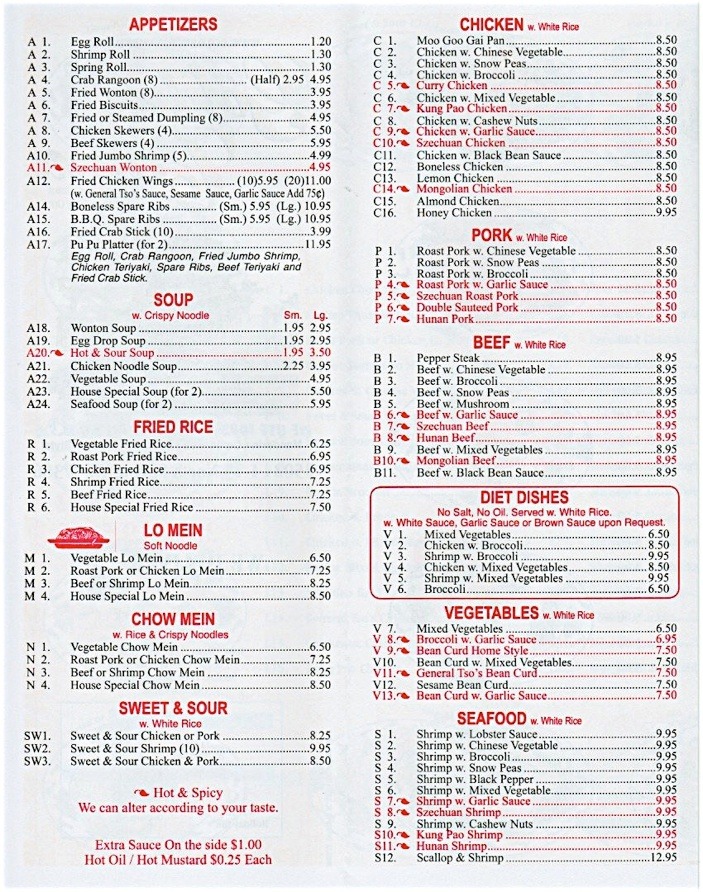 APPETIZERS
A 1. Egg Roll 1.20
A 2. Shrimp Roll 1.30
A 3. Spring Roll 1.30
A 4. Crab Rangoon (8) (Half) 2.95 4.95
A 5. Fried Wonton (8) 3.95
A 6. Fried Biscuits 3.95
A 7. Fried or Steamed Dumpling (8) 4.95
A 8. Chicken Skewers (4) 5.50
A 9. Beef Skewers (4) 5.95
A10. Fried Jumbo Shrimp (5) 4.99
A11. Szechuan Wonton 4.95
A12. Fried Chicken Wings (10)5.95 (20)11.00
(w. General Tso's Sauce, Sesame Sauce, Garlic Sauce Add 75¢)
A14. Boneless Spare Ribs (Sm.) 5.95 (Lg.) 10.95
A15. B.B.Q. Spare Ribs (Sm.) 5.95 (Lg.) 10.95
A16. Fried Crab Stick (10) 3.99
A17. Pu Pu Platter (for 2) 11.95
Egg Roll, Crab Rangoon, Fried Jumbo Shrimp,
Chicken Teriyaki, Spare Ribs, Beef Teriyaki and
Fried Crab Stick.
SOUP
w. Crispy Noodle Sm. Lg.
A18. Wonton Soup 1.95 2.95
A19. Egg Drop Soup 1.95 2.95
A20. Hot & Sour Soup 1.95 3.50
A21. Chicken Noodle Soup 2.25 3.95
A22. Vegetable Soup 4.95
A23. House Special Soup (for 2) 5.50
A24. Seafood Soup (for 2) 5.95
FRIED RICE
R 1. Vegetable Fried Rice 6.25
R 2. Roast Pork Fried Rice 6.95
R 3. Chicken Fried Rice 6.95
R 4. Shrimp Fried Rice 7.25
R 5. Beef Fried Rice 7.25
R 6. House Special Fried Rice 7.50
LO MEIN
Soft Noodle
M 1. Vegetable Lo Mein 6.50
M 2. Roast Pork or Chicken Lo Mein 7.25
M 3. Beef or Shrimp Lo Mein 8.25
M 4. House Special Lo Mein 8.50
CHOW MEIN
w. Rice & Crispy Noodles
N 1. Vegetable Chow Mein 6.50
N 2. Roast Pork or Chicken Chow Mein 7.25
N 3. Beef or Shrimp Chow Mein 8.25
N 4. House Special Chow Mein 8.50
SWEET & SOUR
w. White Rice
SW1. Sweet & Sour Chicken or Pork 8.25
SW2. Sweet & Sour Shrimp (10) 9.95
SW3. Sweet & Sour Chicken & Pork 8.50
Hot & Spicy
We can alter according to your taste.
Extra Sauce On the side $1.00
Hot Oil / Hot Mustard $0.25 Each
CHICKEN w. White Rice
C 1. Moo Goo Gai Pan 8.50
C 2. Chicken w. Chinese Vegetable 8.50
C 3. Chicken w. Snow Peas 8.50
C 4. Chicken w. Broccoli 8.50
C 5. Curry Chicken 8.50
C 6. Chicken w. Mixed Vegetable 8.50
C 7. Kung Pao Chicken 8.50
C 8. Chicken w. Cashew Nuts 8.50
C 9. Chicken w. Garlic Sauce 8.50
C10. Szechuan Chicken 8.50
C11. Chicken w. Black Bean Sauce 8.50
C12. Boneless Chicken 8.50
C13. Lemon Chicken 8.50
C14. Mongolian Chicken 8.50
C15. Almond Chicken 8.50
C16. Honey Chicken 9.95
PORK w. White Rice
P 1. Roast Pork w. Chinese Vegetable 8.50
P 2. Roast Pork w. Snow Peas 8.50
P 3. Roast Pork w. Broccoli 8.50
P 4. Roast Pork w. Garlic Sauce 8.50
P 5. Szechuan Roast Pork 8.50
P 6. Double Sauteed Pork 8.50
P 7. Hunan Pork 8.50
BEEF w. White Rice
B 1. Pepper Steak 8.95
B 2. Beef w. Chinese Vegetable 8.95
B 3. Beef w. Broccoli 8.95
B 4. Beef w. Snow Peas 8.95
B 5. Beef w. Mushroom 8.95
B 6. Beef w. Garlic Sauce 8.95
B 7. Szechuan Beef 8.95
B 8. Hunan Beef 8.95
B 9. Beef w. Mixed Vegetables 8.95
B10. Mongolian Beef 8.95
B11. Beef w. Black Bean Sauce 8.95
DIET DISHES
No Salt, No Oil. Served w. White Rice.
w. White Sauce, Garlic Sauce or Brown Sauce upon Request.
V 1. Mixed Vegetables 6.50
V 2. Chicken w. Broccoli 8.50
V 3. Shrimp w. Broccoli 9.95
V 4. Chicken w. Mixed Vegetables 8.50
V 5. Shrimp w. Mixed Vegetables 9.95
V 6. Broccoli 6.50
VEGETABLES w. White Rice
V 7. Mixed Vegetables 6.50
V 8. Broccoli w. Garlic Sauce 6.95
V 9. Bean Curd Home Style 7.50
V10. Bean Curd w. Mixed Vegetables 7.50
V11. General Tso's Bean Curd 7.50
V12. Sesame Bean Curd 7.50
V13. Bean Curd w. Garlic Sauce 7.50
SEAFOOD w. White Rice
S 1. Shrimp w. Lobster Sauce 9.95
S 2. Shrimp w. Chinese Vegetable 9.95
S 3. Shrimp w. Broccoli 9.95
S 4. Shrimp w. Snow Peas 9.95
S 5. Shrimp w. Black Pepper 9.95
S 6. Shrimp w. Mixed Vegetable 9.95
S 7. Shrimp w. Garlic Sauce 9.95
S 8. Szechuan Shrimp 9.95
S 9. Shrimp w. Cashew Nuts 9.95
S10. Kung Pao Shrimp 9.95
S11. Hunan Shrimp 9.95
S12. Scallop & Shrimp 12.95